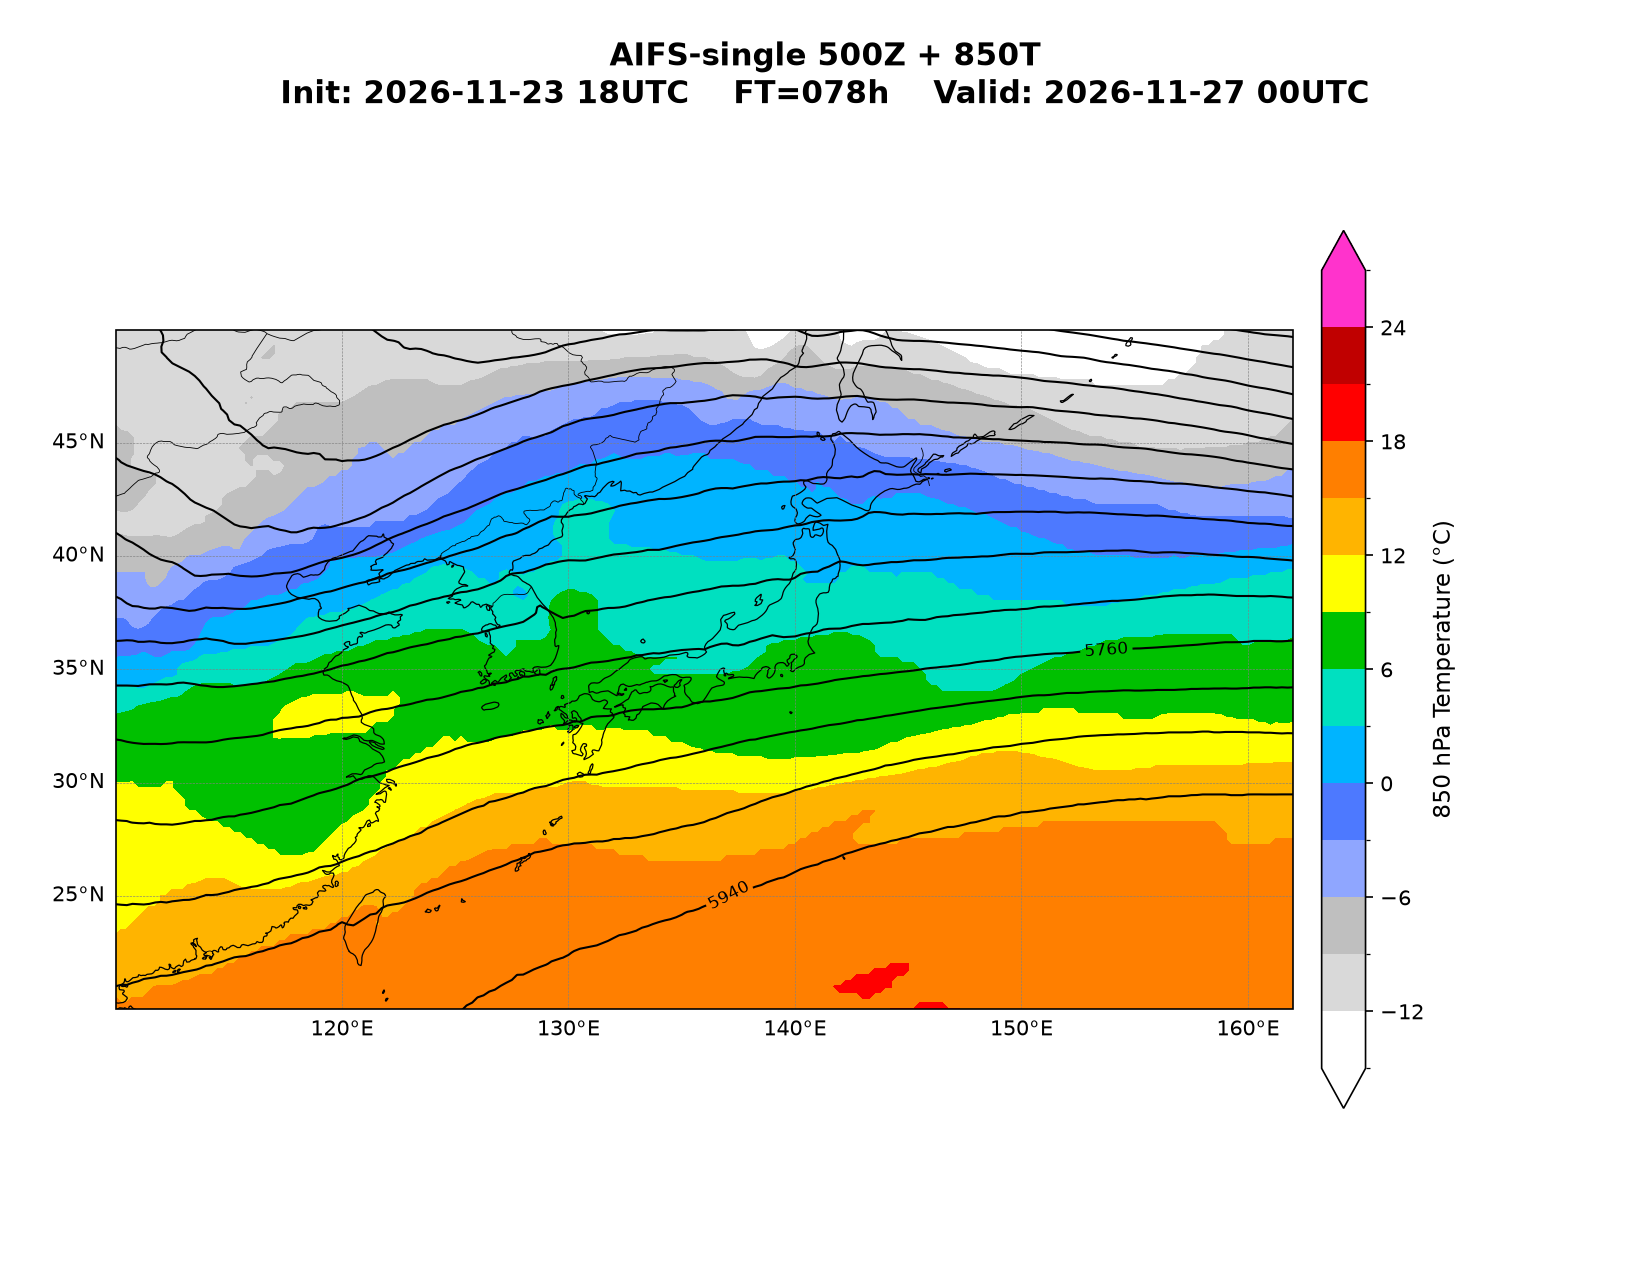 AIFS-single 500Z + 850T
Init: 2026-11-23 18UTC    FT=078h    Valid: 2026-11-27 00UTC
24
18
12
6
0
−6
−12
850 hPa Temperature (°C)
45°N
40°N
35°N
30°N
25°N
5760
5940
120°E
130°E
140°E
150°E
160°E